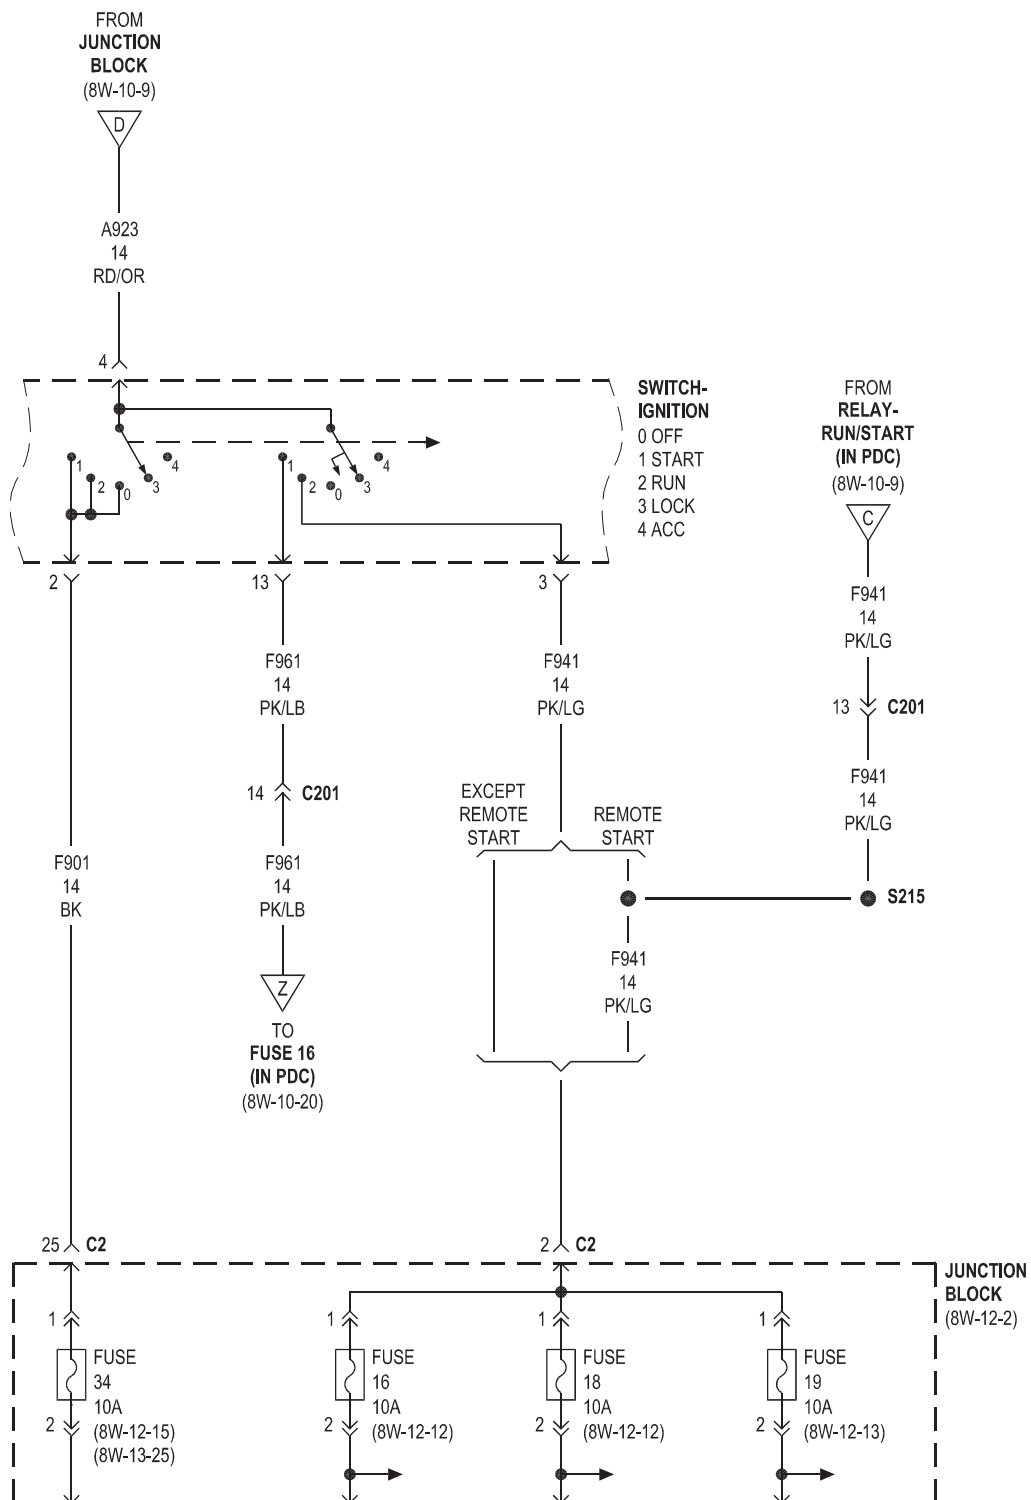 FROM
JUNCTION
BLOCK
(8W-10-9)
D
A923
14
RD/OR
4
SWITCH-
IGNITION
0 OFF
1 START
2 RUN
3 LOCK
4 ACC
FROM
RELAY-
RUN/START
(IN PDC)
(8W-10-9)
C
1
2
0
3
4
1
2
0
3
4
2
13
3
F961
14
PK/LB
F941
14
PK/LG
F941
14
PK/LG
13 C201
F941
14
PK/LG
14 C201
EXCEPT
REMOTE
START
REMOTE
START
F901
14
BK
F961
14
PK/LB
S215
F941
14
PK/LG
Z
TO
FUSE 16
(IN PDC)
(8W-10-20)
25 C2
2 C2
JUNCTION
BLOCK
(8W-12-2)
1
FUSE
34
10A
2
(8W-12-15)
(8W-13-25)
1
FUSE
16
10A
2
(8W-12-12)
1
FUSE
18
10A
2
(8W-12-12)
1
FUSE
19
10A
2
(8W-12-13)